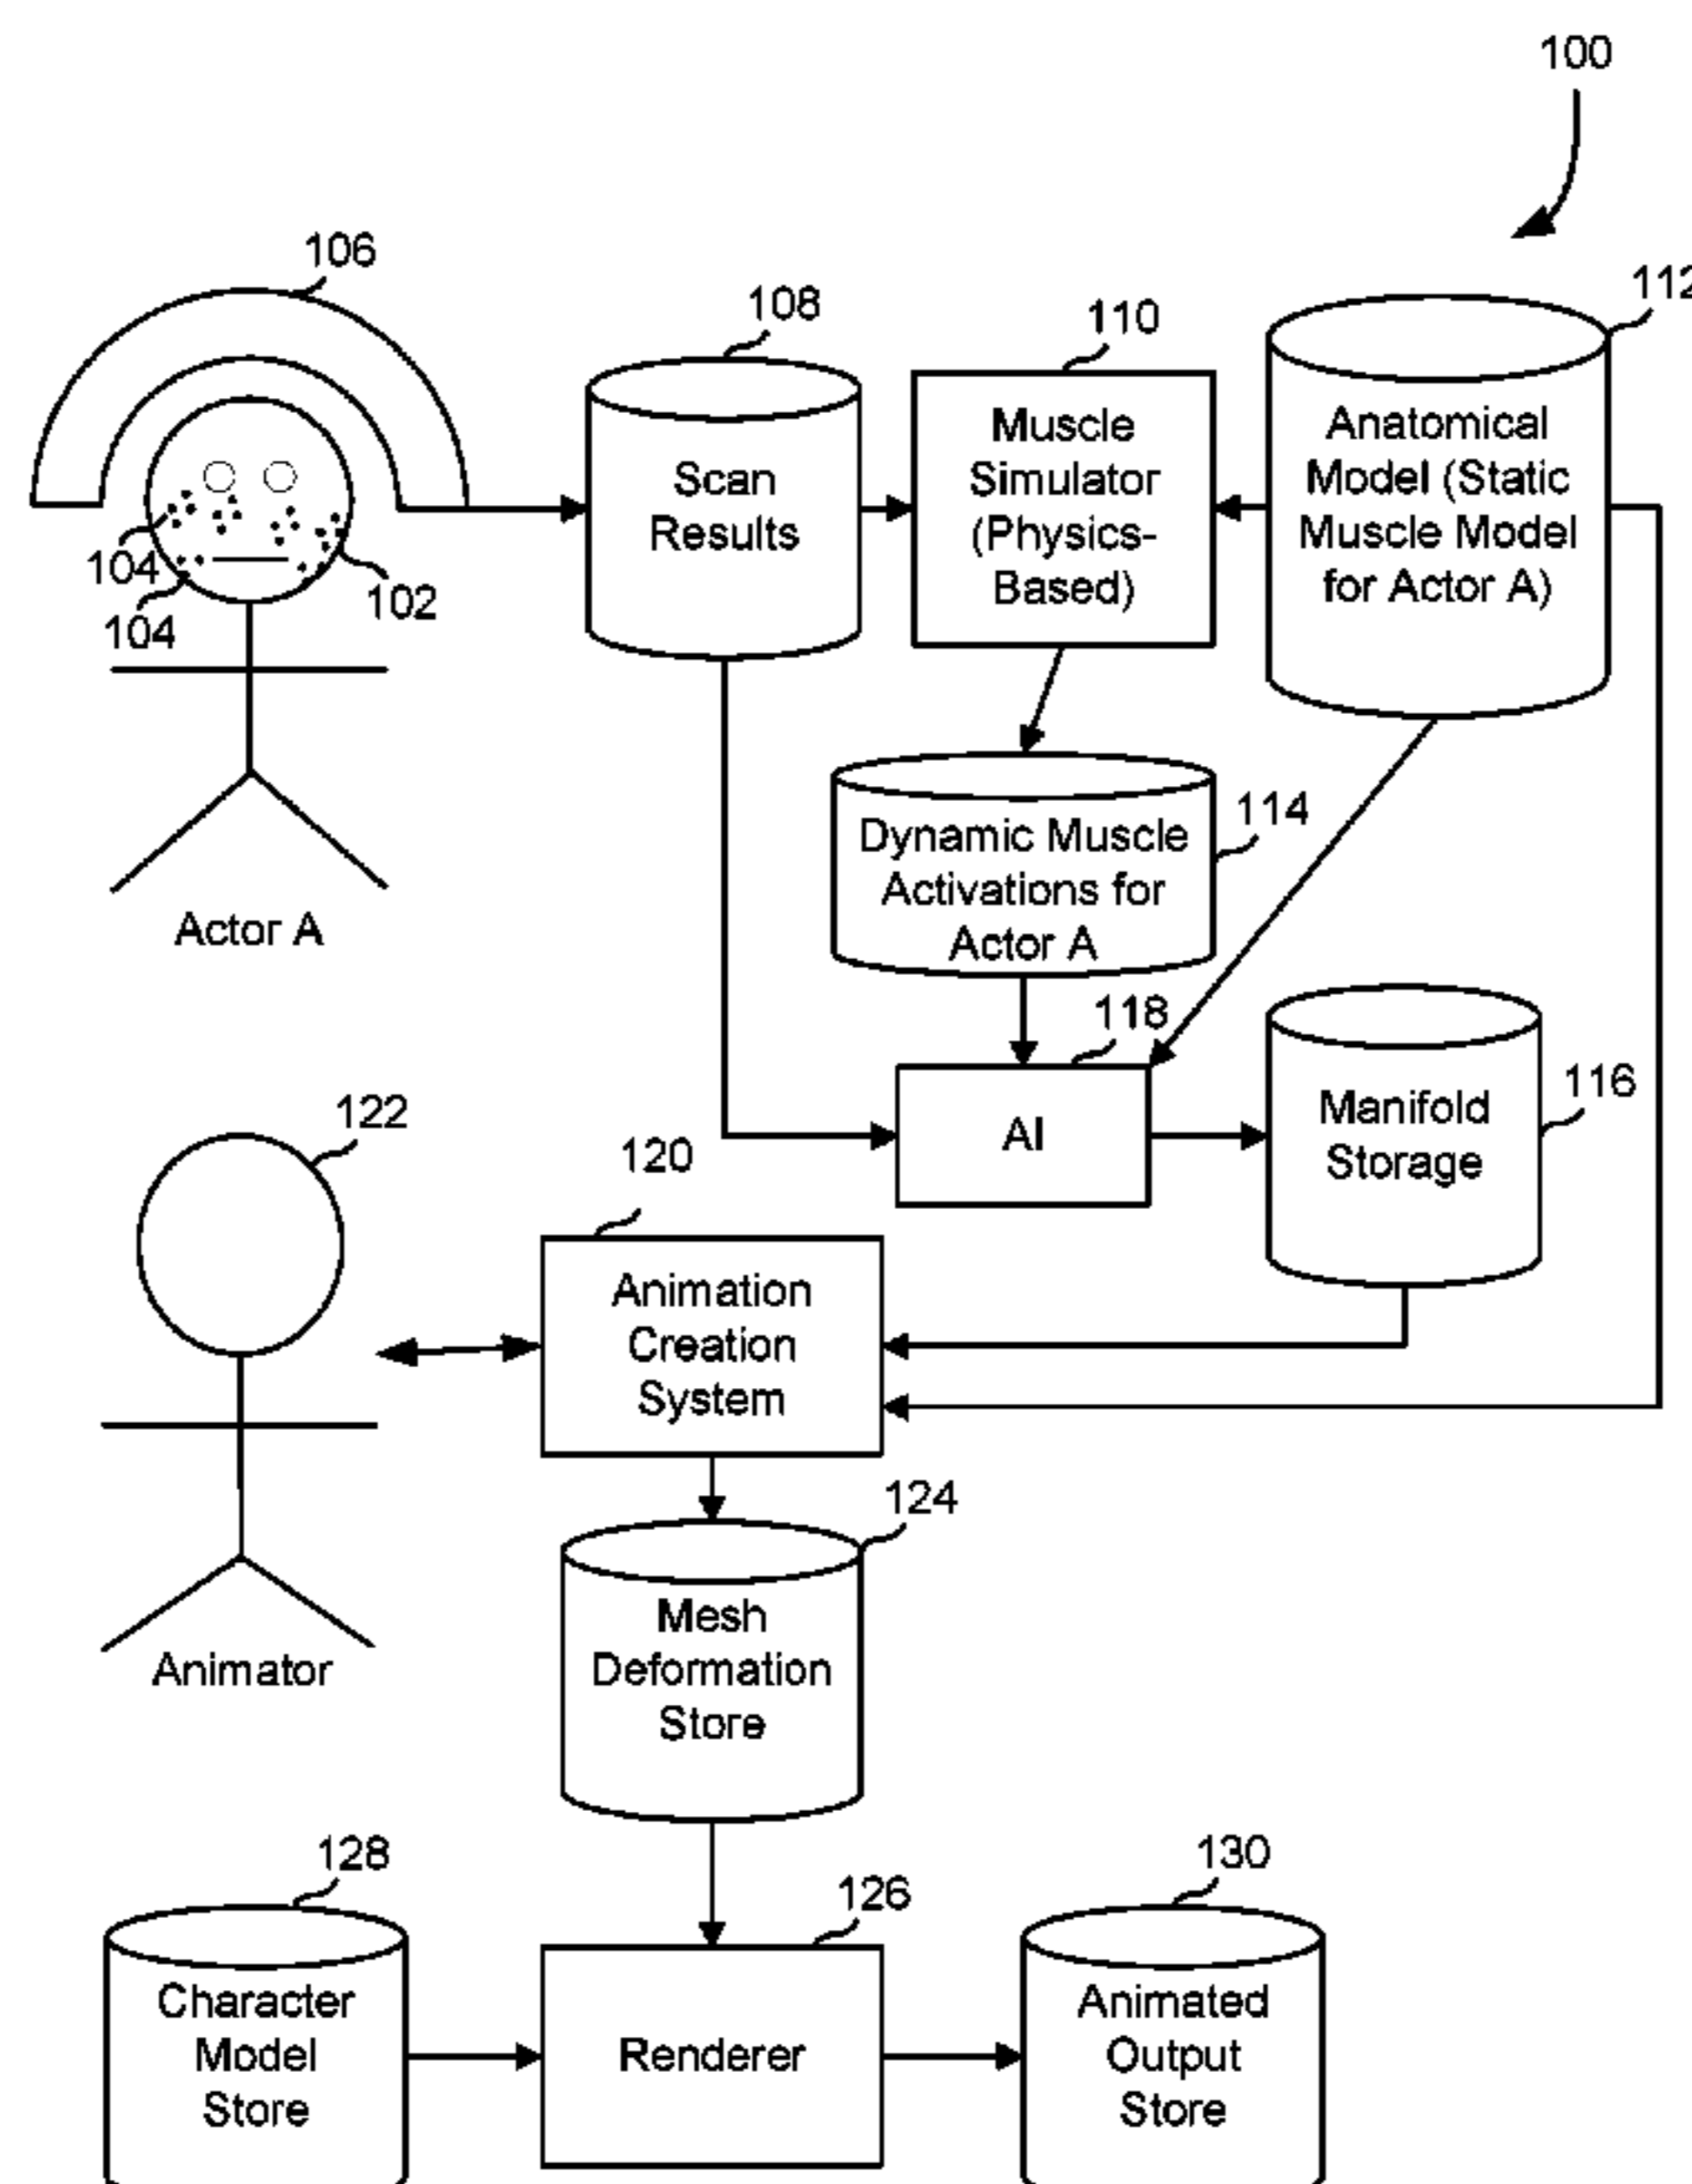 100
106
108
110
112
Scan
Results
Muscle
Simulator
(Physics-
Based)
Anatomical
Model (Static
Muscle Model
for Actor A)
104
104
102
Actor A
Dynamic Muscle
Activations for
Actor A
114
118
AI
Manifold
Storage
116
122
120
Animation
Creation
System
Animator
124
Mesh
Deformation
Store
128
126
130
Character
Model
Store
Renderer
Animated
Output
Store